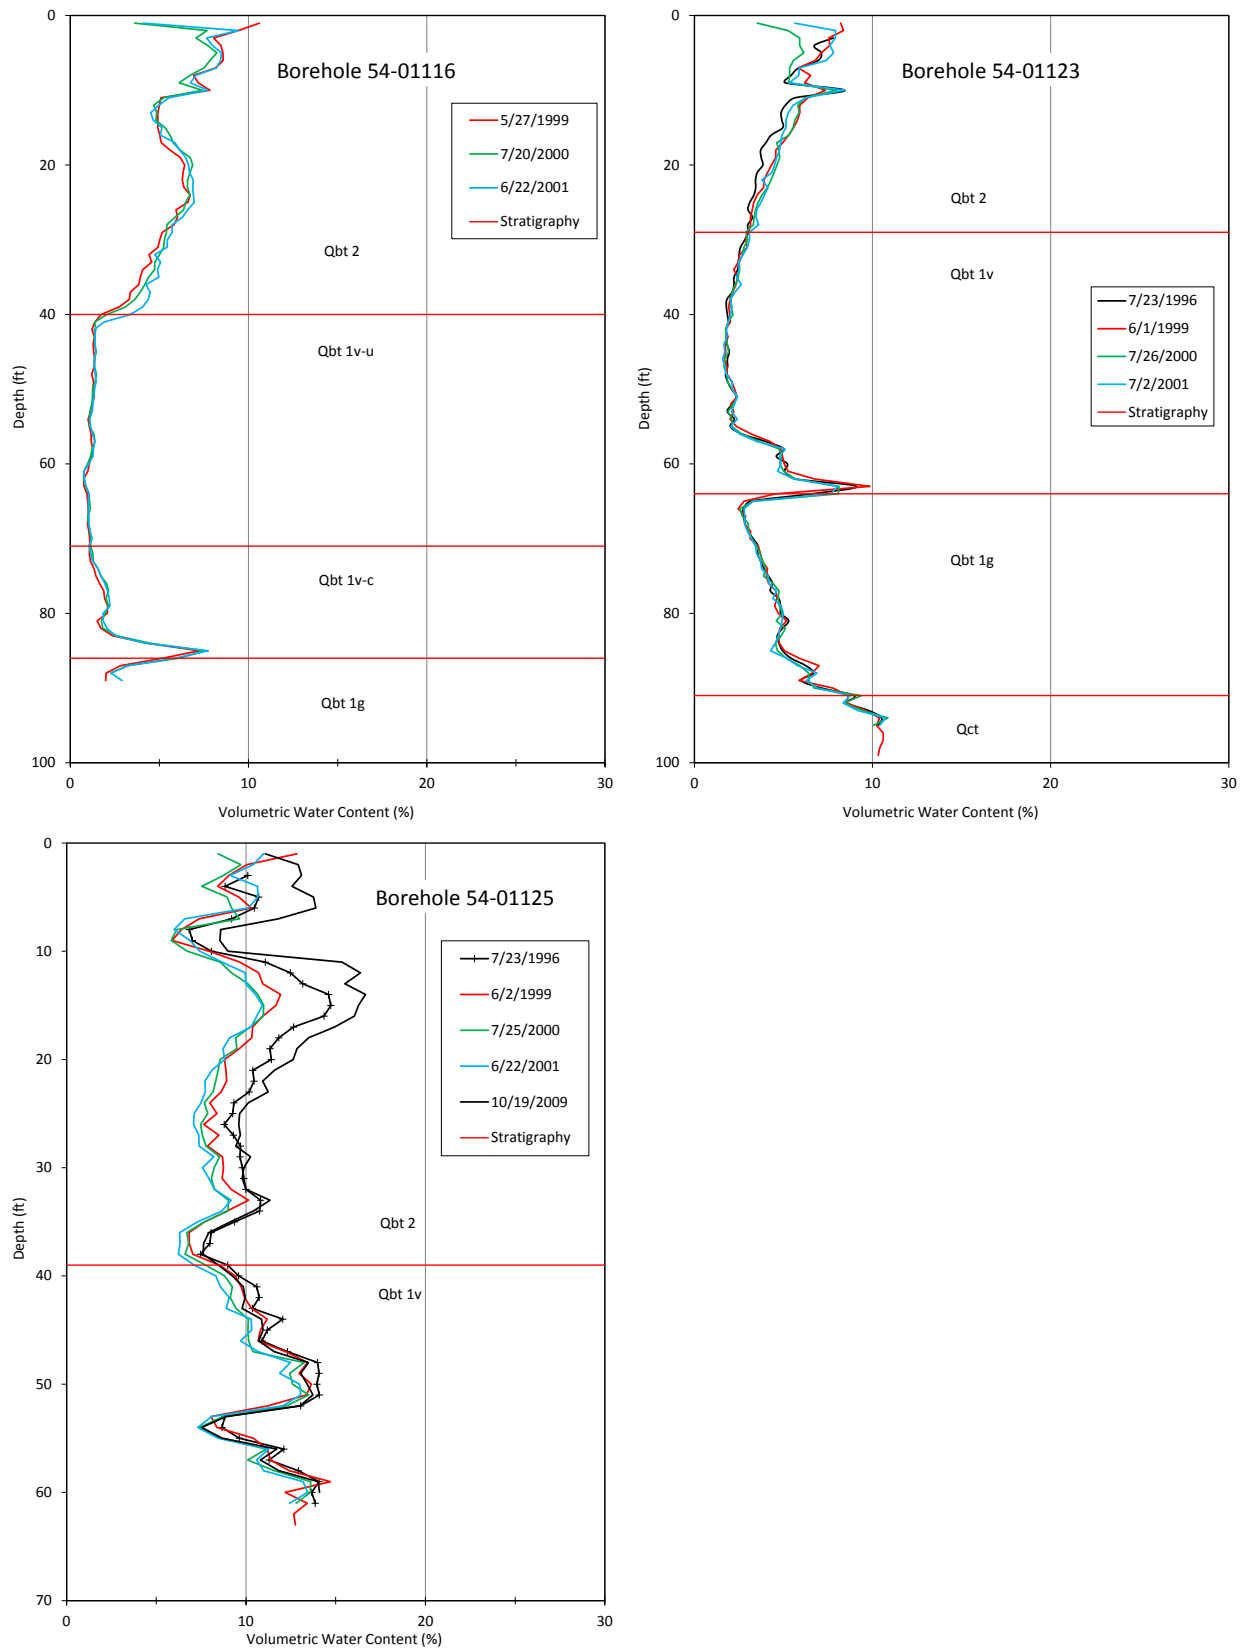 Borehole 54-01116
5/27/1999
7/20/2000
6/22/2001
Stratigraphy
Qbt 2
Qbt 1v-u
Qbt 1v-c
Qbt 1g
0
20
40
60
80
100
Depth (ft)
0
10
20
30
Volumetric Water Content (%)
Borehole 54-01123
Qbt 2
Qbt 1v
7/23/1996
6/1/1999
7/26/2000
7/2/2001
Stratigraphy
Qbt 1g
Qct
0
20
40
60
80
100
Depth (ft)
0
10
20
30
Volumetric Water Content (%)
Borehole 54-01125
7/23/1996
6/2/1999
7/25/2000
6/22/2001
10/19/2009
Stratigraphy
Qbt 2
Qbt 1v
0
10
20
30
40
50
60
70
Depth (ft)
0
10
20
30
Volumetric Water Content (%)